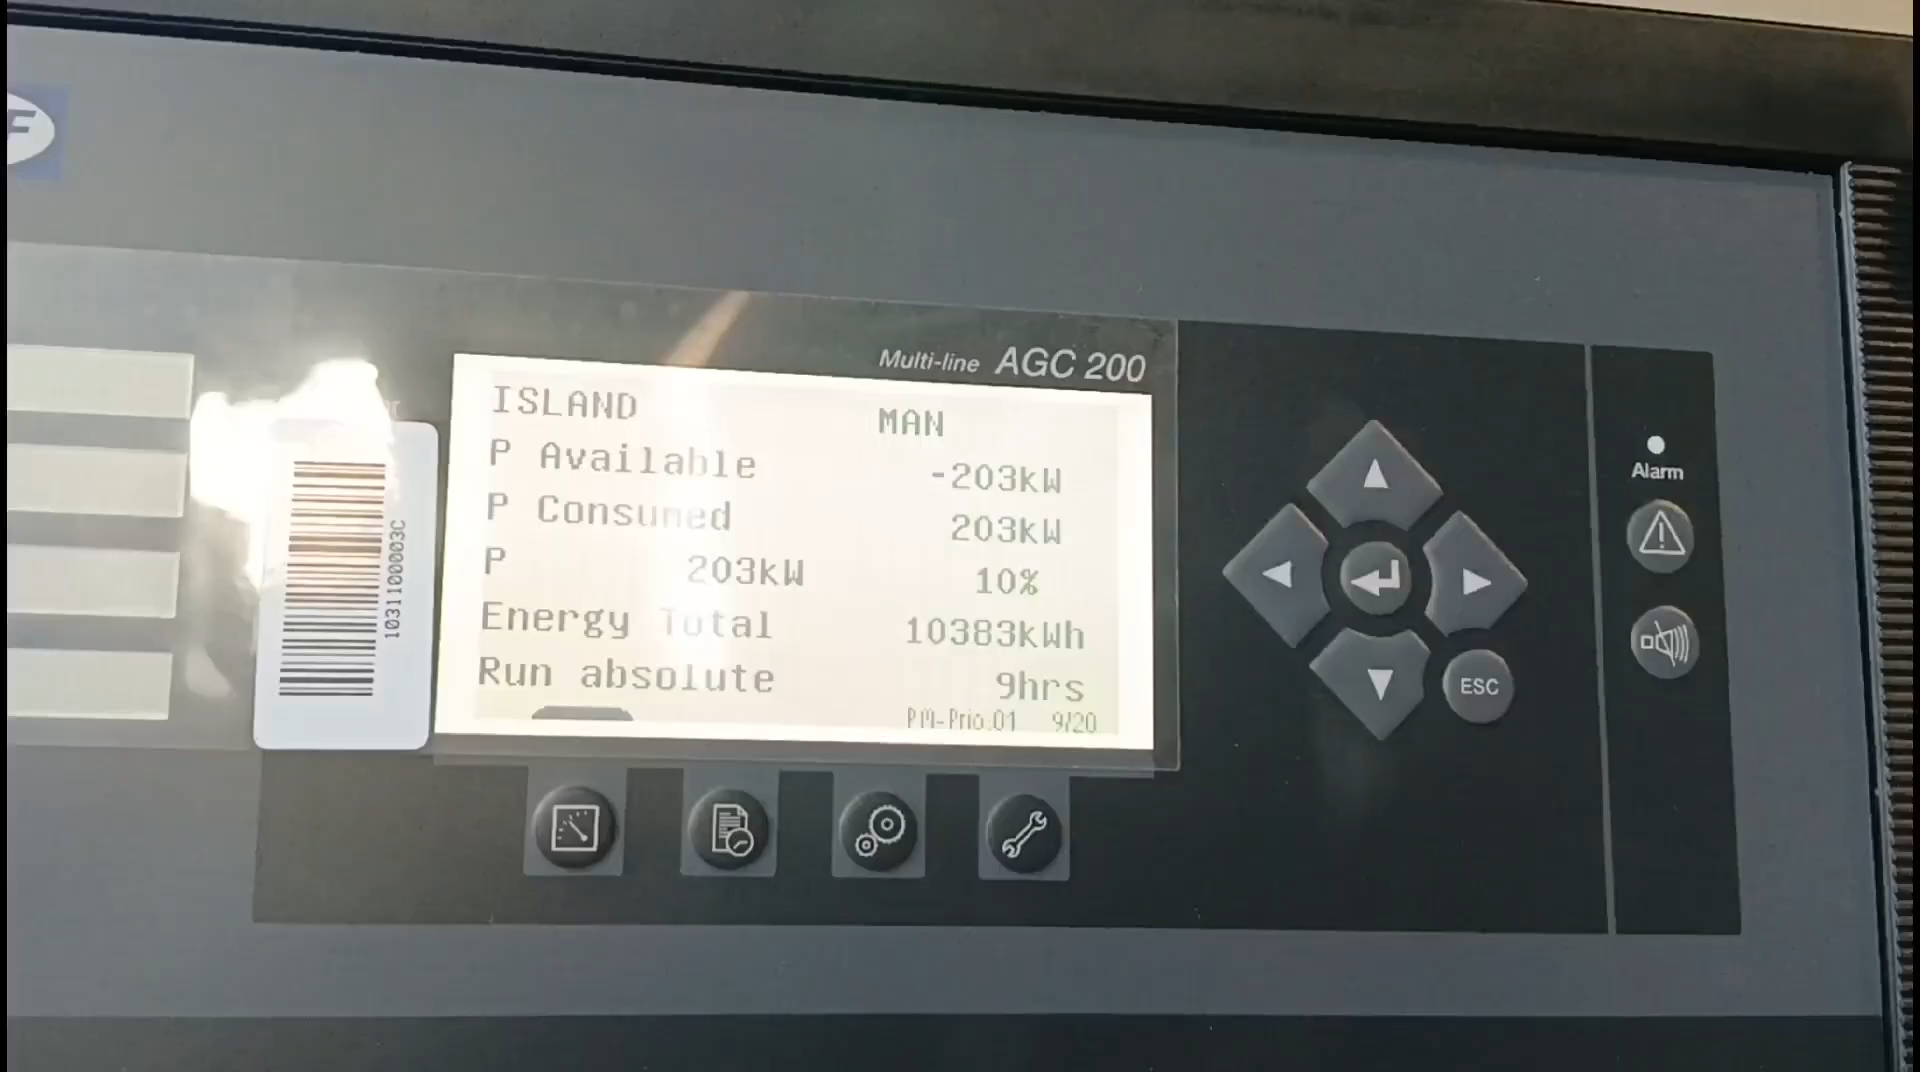 F
Multi-line AGC 200
ISLAND MAN
P Available -203kW
P Consumed 203kW
P 203kW 10%
Energy Total 10383kWh
Run absolute 9hrs
PM-Prio.01 9/20
1031100003C
Alarm
ESC